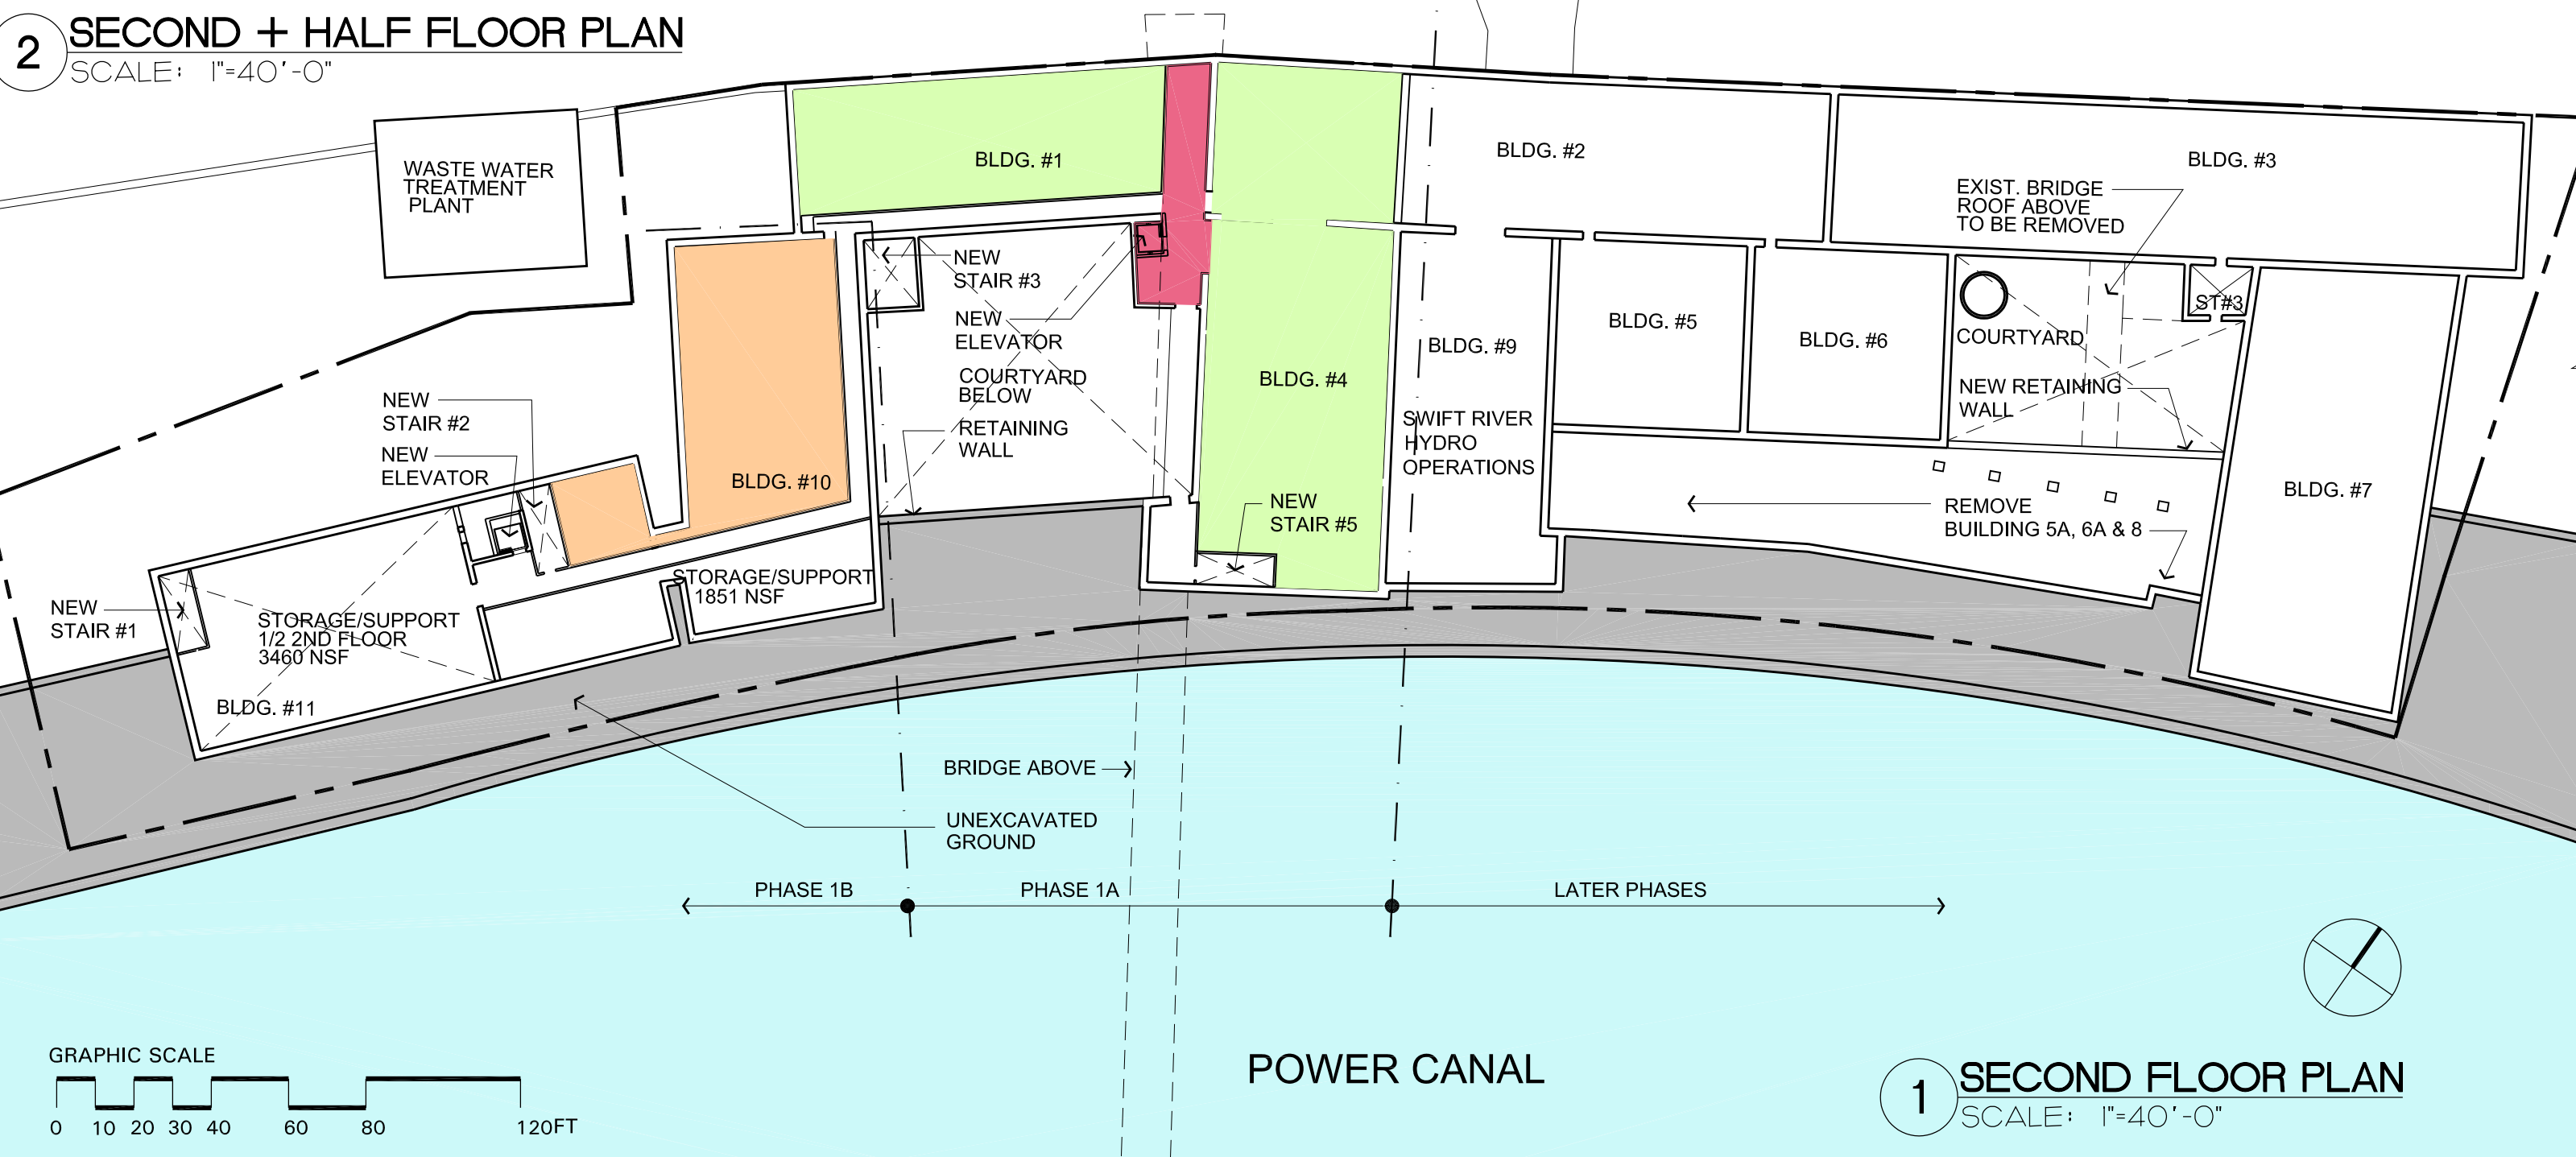 2
SECOND + HALF FLOOR PLAN
SCALE: 1"=40'-0"
WASTE WATER
TREATMENT
PLANT
BLDG. #1
BLDG. #2
BLDG. #3
EXIST. BRIDGE
ROOF ABOVE
TO BE REMOVED
NEW
STAIR #3
NEW
ELEVATOR
COURTYARD
BELOW
RETAINING
WALL
ST#3
BLDG. #5
BLDG. #6
COURTYARD
BLDG. #9
BLDG. #4
NEW RETAINING
WALL
NEW
STAIR #2
NEW
ELEVATOR
SWIFT RIVER
HYDRO
OPERATIONS
BLDG. #10
BLDG. #7
NEW
STAIR #5
REMOVE
BUILDING 5A, 6A & 8
STORAGE/SUPPORT
1851 NSF
NEW
STAIR #1
STORAGE/SUPPORT
1/2 2ND FLOOR
3460 NSF
BLDG. #11
BRIDGE ABOVE
UNEXCAVATED
GROUND
PHASE 1B
PHASE 1A
LATER PHASES
GRAPHIC SCALE
0 10 20 30 40 60 80 120FT
POWER CANAL
1
SECOND FLOOR PLAN
SCALE: 1"=40'-0"